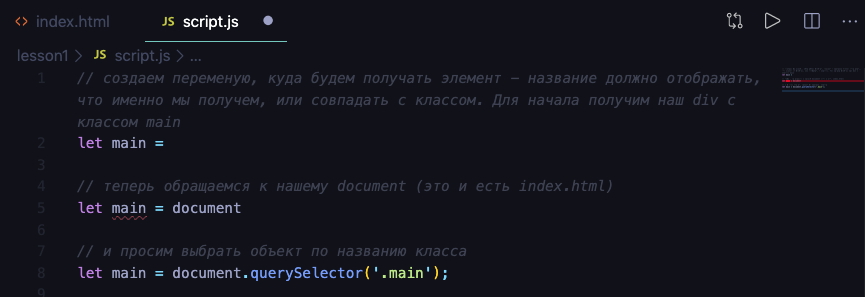 <> index.html JS script.js
lesson1 > JS script.js > ...
1 // создаем переменую, куда будем получать элемент – название должно отображать,
что именно мы получем, или совпадать с классом. Для начала получим наш div с
классом main
2 let main =
3
4 // теперь обращаемся к нашему document (это и есть index.html)
5 let main = document
6
7 // и просим выбрать объект по названию класса
8 let main = document.querySelector('.main');
9